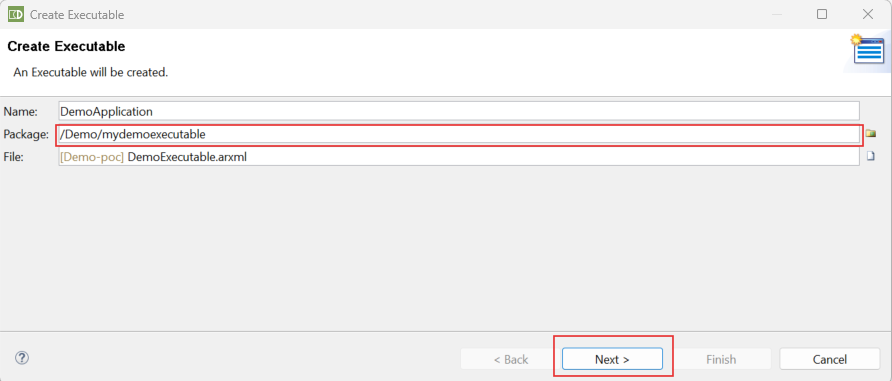 Create Executable
Create Executable
An Executable will be created.
Name: DemoApplication
Package: /Demo/mydemoexecutable
File: [Demo-poc] DemoExecutable.arxml
? < Back Next > Finish Cancel